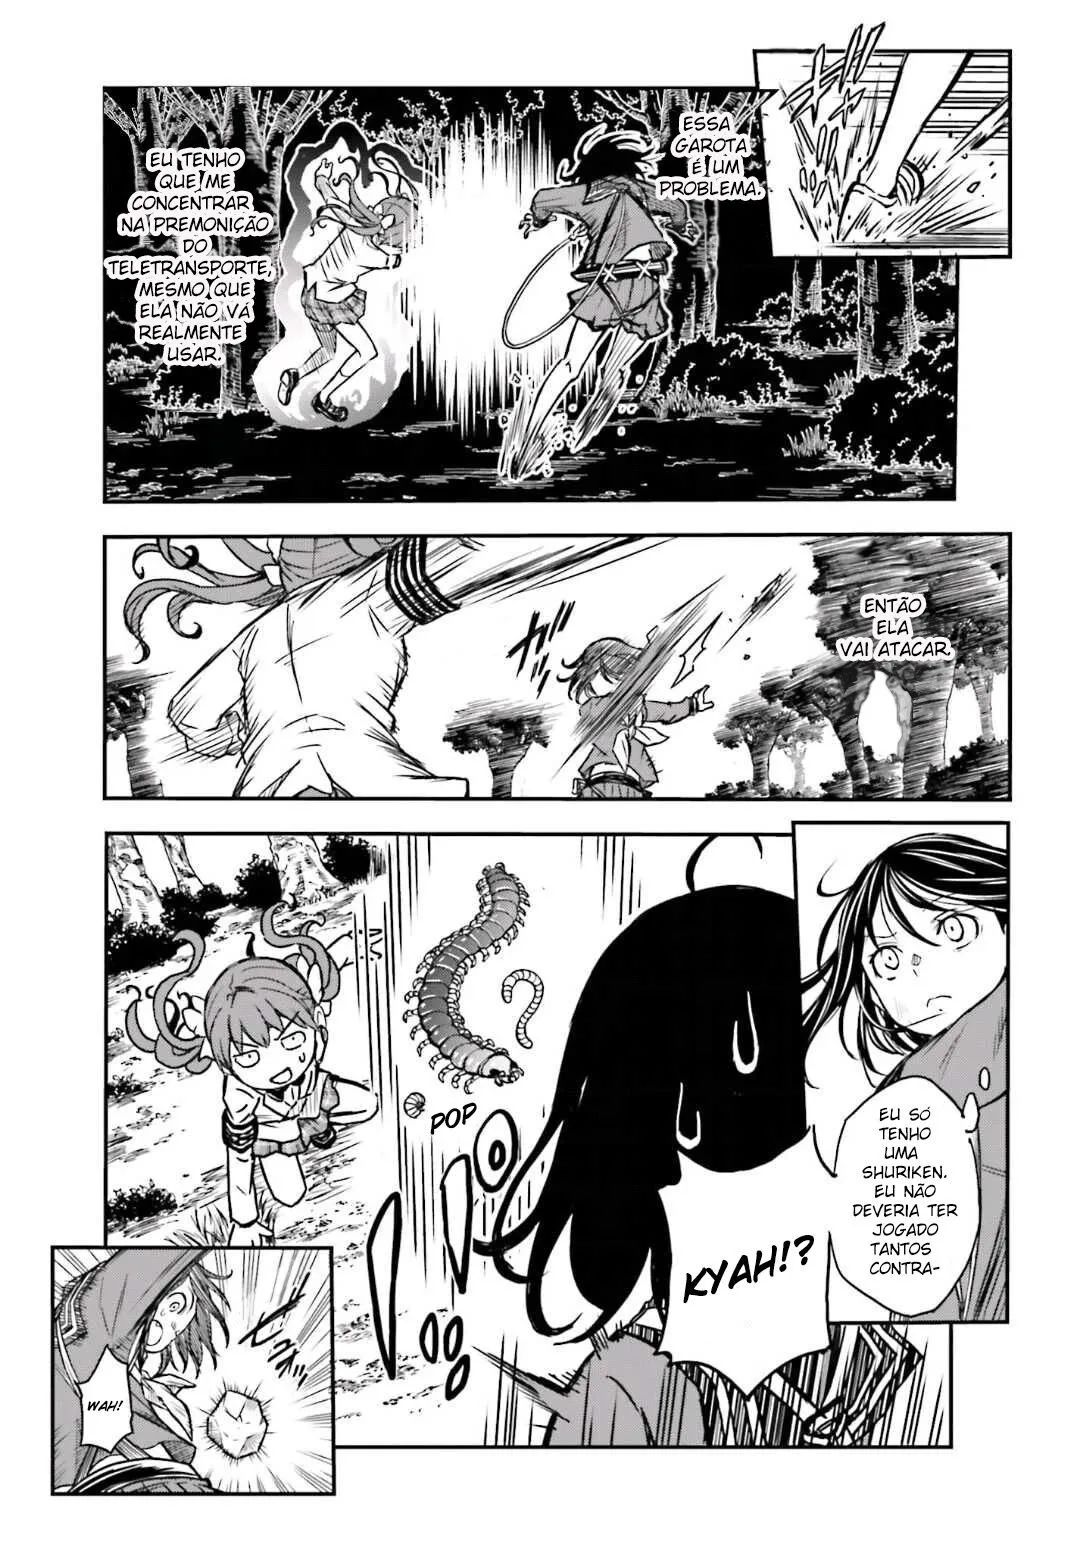 ESSA
GAROTA
É UM
PROBLEMA.
EU TENHO
QUE ME
CONCENTRAR
NA PREMONIÇÃO
DO
TELETRANSPORTE,
MESMO QUE
ELA NÃO VÁ
REALMENTE
USAR.
ENTÃO
ELA
VAI ATACAR.
EU SÓ
TENHO
UMA
SHURIKEN.
EU NÃO
DEVERIA TER
JOGADO
TANTOS
CONTRA-
POP
KYAH!?
WAH!